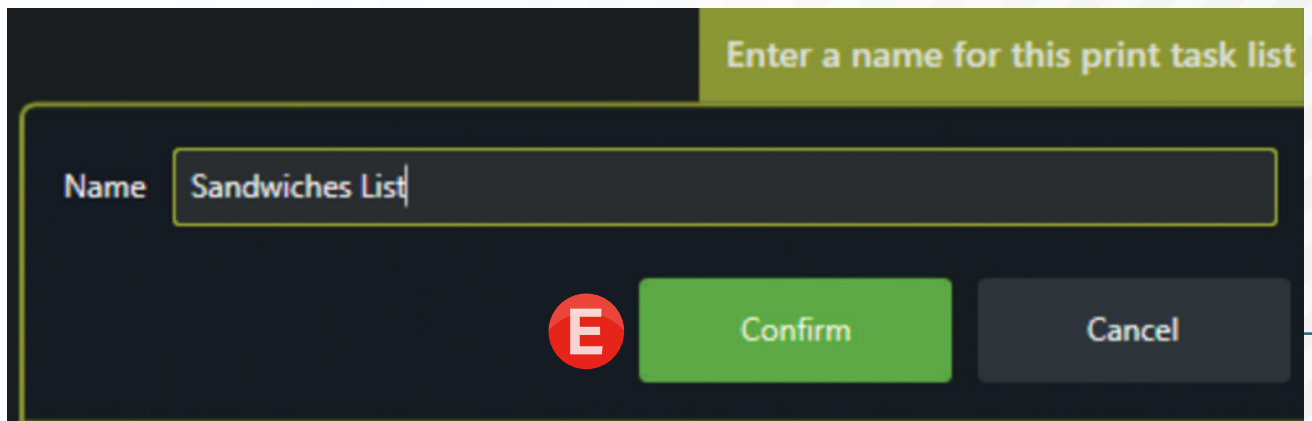 Enter a name for this print task list
Name Sandwiches List
E Confirm Cancel